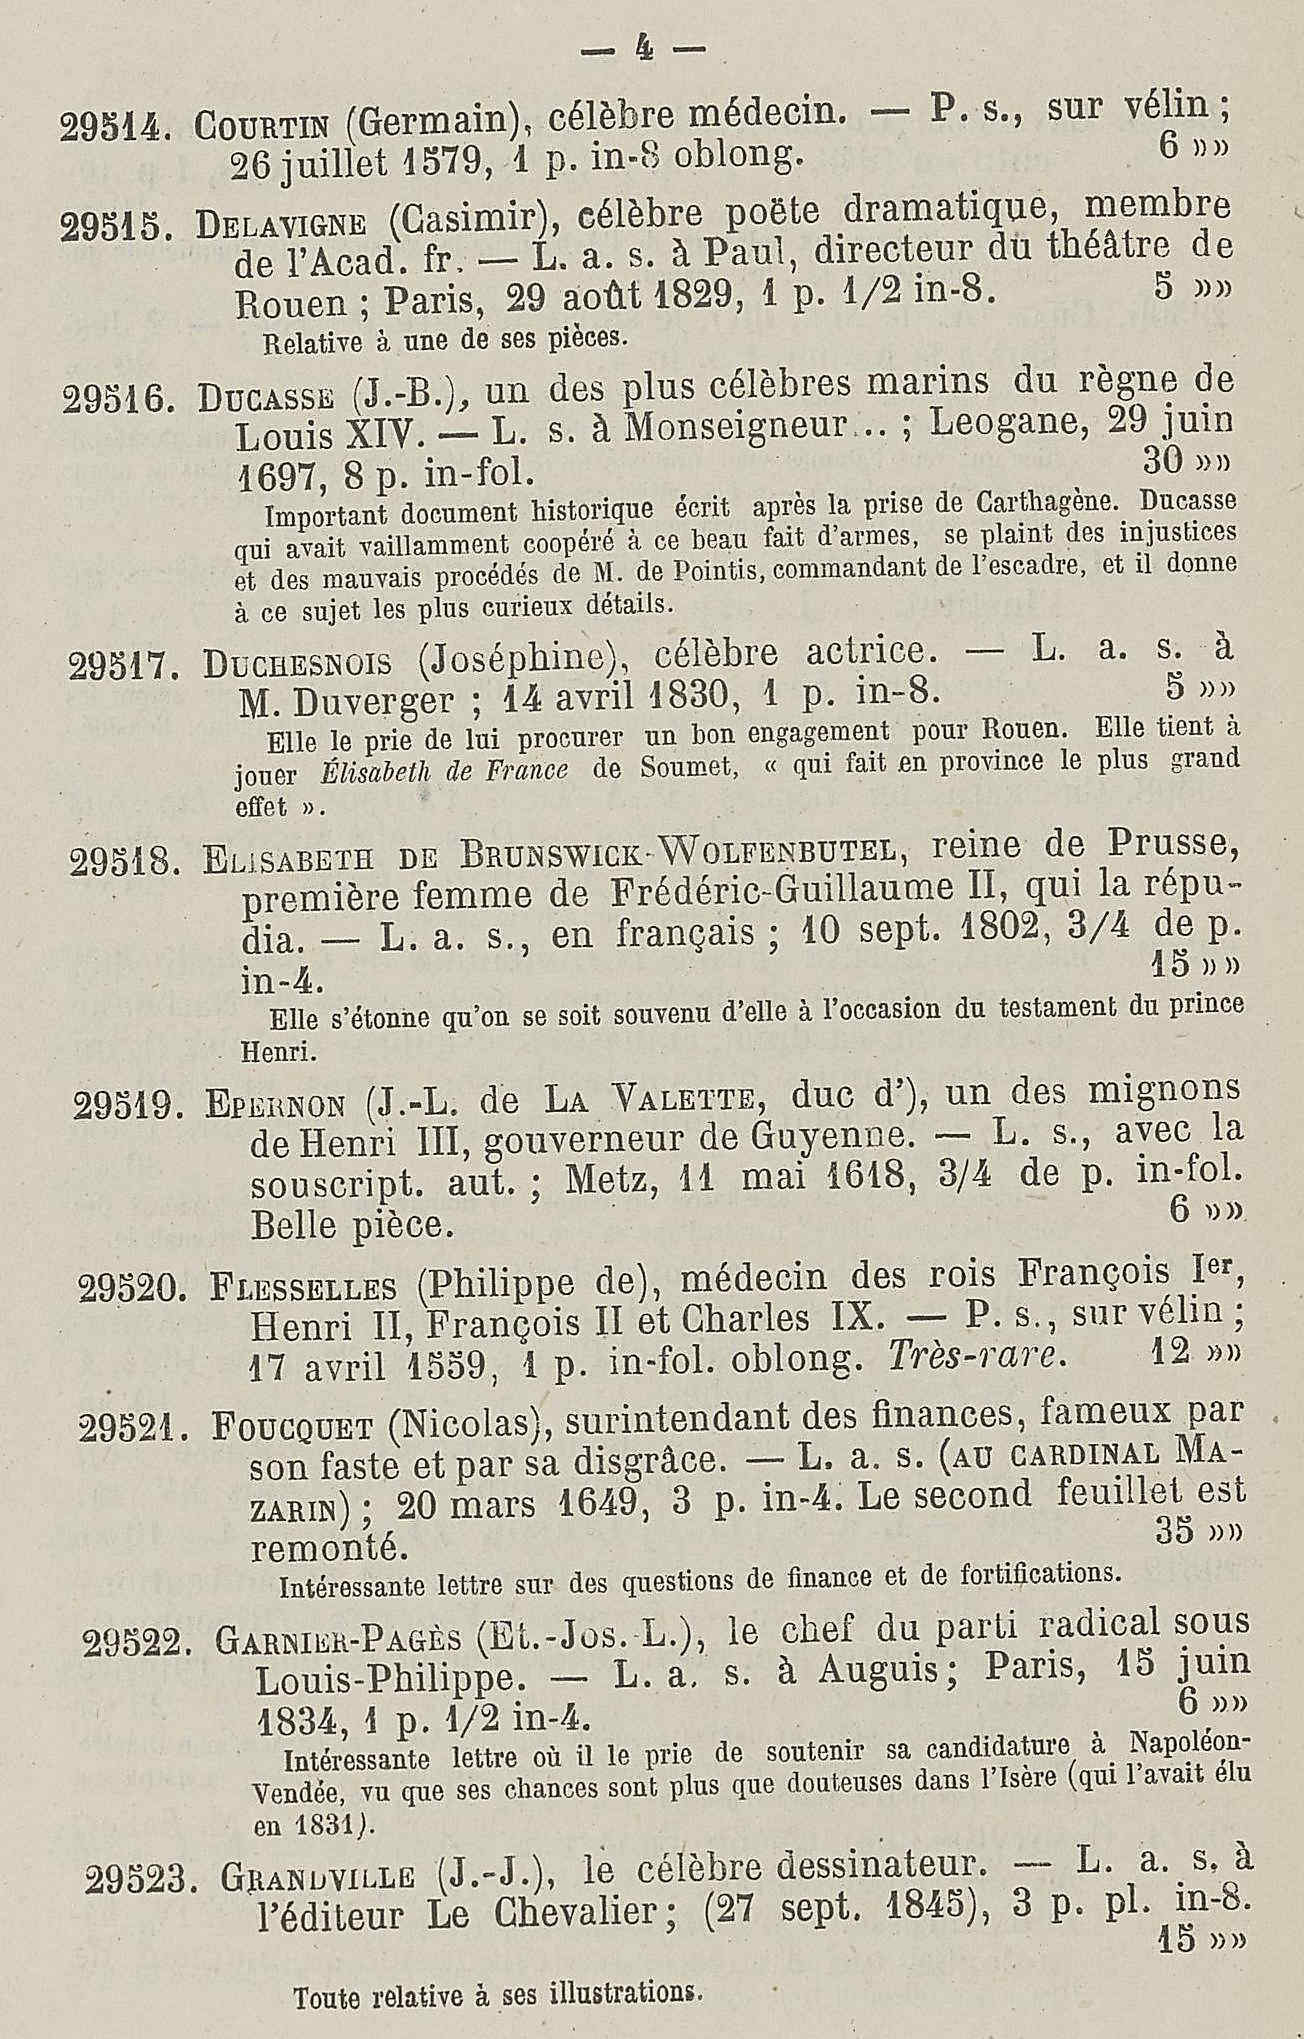 — 4 —
29514. COURTIN (Germain), célèbre médecin. — P. s., sur vélin ;
26 juillet 1579, 1 p. in-8 oblong. 6 »»
29515. DELAVIGNE (Casimir), célèbre poëte dramatique, membre
de l'Acad. fr. — L. a. s. à Paul, directeur du théâtre de
Rouen ; Paris, 29 août 1829, 1 p. 1/2 in-8. 5 »»
Relative à une de ses pièces.
29516. DUCASSE (J.-B.), un des plus célèbres marins du règne de
Louis XIV. — L. s. à Monseigneur... ; Leogane, 29 juin
1697, 8 p. in-fol. 30 »»
Important document historique écrit après la prise de Carthagène. Ducasse
qui avait vaillamment coopéré à ce beau fait d'armes, se plaint des injustices
et des mauvais procédés de M. de Pointis, commandant de l'escadre, et il donne
à ce sujet les plus curieux détails.
29517. DUCHESNOIS (Joséphine), célèbre actrice. — L. a. s. à
M. Duverger ; 14 avril 1830, 1 p. in-8. 5 »»
Elle le prie de lui procurer un bon engagement pour Rouen. Elle tient à
jouer Élisabeth de France de Soumet, « qui fait en province le plus grand
effet ».
29518. ELISABETH DE BRUNSWICK-WOLFENBUTEL, reine de Prusse,
première femme de Frédéric-Guillaume II, qui la répu-
dia. — L. a. s., en français ; 10 sept. 1802, 3/4 de p.
in-4. 15 »»
Elle s'étonne qu'on se soit souvenu d'elle à l'occasion du testament du prince
Henri.
29519. EPERNON (J.-L. de LA VALETTE, duc d'), un des mignons
de Henri III, gouverneur de Guyenne. — L. s., avec la
souscript. aut. ; Metz, 11 mai 1618, 3/4 de p. in-fol.
Belle pièce. 6 »»
29520. FLESSELLES (Philippe de), médecin des rois François Ier,
Henri II, François II et Charles IX. — P. s., sur vélin ;
17 avril 1559, 1 p. in-fol. oblong. Très-rare. 12 »»
29521. FOUCQUET (Nicolas), surintendant des finances, fameux par
son faste et par sa disgrâce. — L. a. s. (AU CARDINAL MA-
ZARIN) ; 20 mars 1649, 3 p. in-4. Le second feuillet est
remonté. 35 »»
Intéressante lettre sur des questions de finance et de fortifications.
29522. GARNIER-PAGÈS (Et.-Jos.-L.), le chef du parti radical sous
Louis-Philippe. — L. a. s. à Auguis ; Paris, 15 juin
1834, 1 p. 1/2 in-4. 6 »»
Intéressante lettre où il le prie de soutenir sa candidature à Napoléon-
Vendée, vu que ses chances sont plus que douteuses dans l'Isère (qui l'avait élu
en 1831).
29523. GRANDVILLE (J.-J.), le célèbre dessinateur. — L. a. s. à
l'éditeur Le Chevalier ; (27 sept. 1845), 3 p. pl. in-8.
15 »»
Toute relative à ses illustrations.